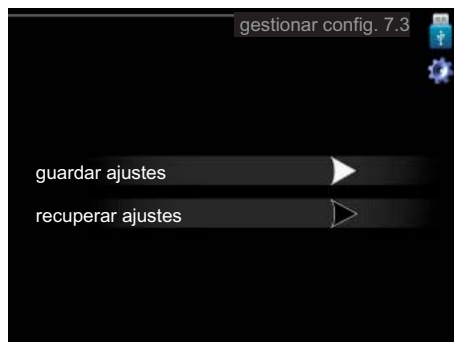 gestionar config. 7.3
guardar ajustes
recuperar ajustes